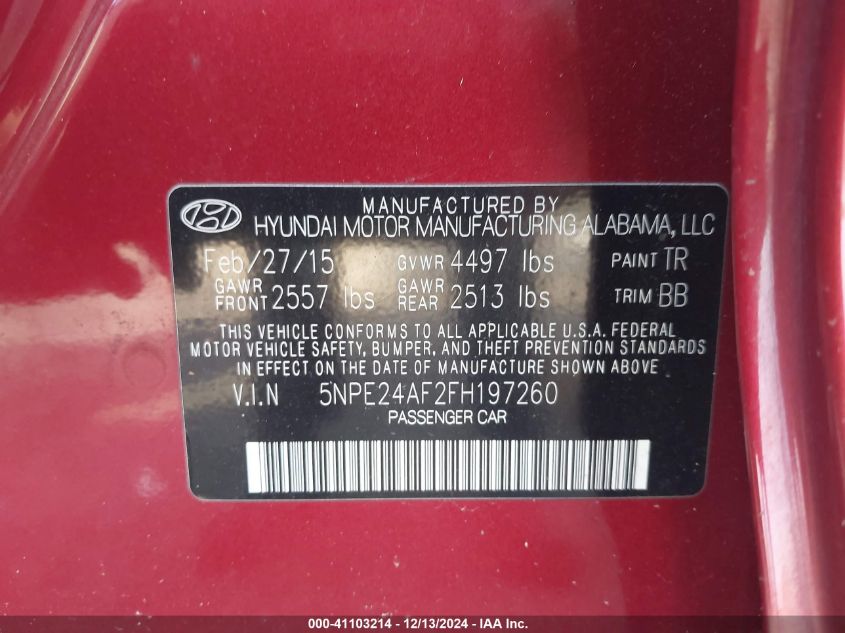 MANUFACTURED BY
HYUNDAI MOTOR MANUFACTURING ALABAMA, LLC
Feb/27/15 GVWR 4497 lbs PAINT TR
GAWR FRONT 2557 lbs GAWR REAR 2513 lbs TRIM BB
THIS VEHICLE CONFORMS TO ALL APPLICABLE U.S.A. FEDERAL
MOTOR VEHICLE SAFETY, BUMPER, AND THEFT PREVENTION STANDARDS
IN EFFECT ON THE DATE OF MANUFACTURE SHOWN ABOVE
V.I.N 5NPE24AF2FH197260
PASSENGER CAR
000-41103214 - 12/13/2024 - IAA Inc.